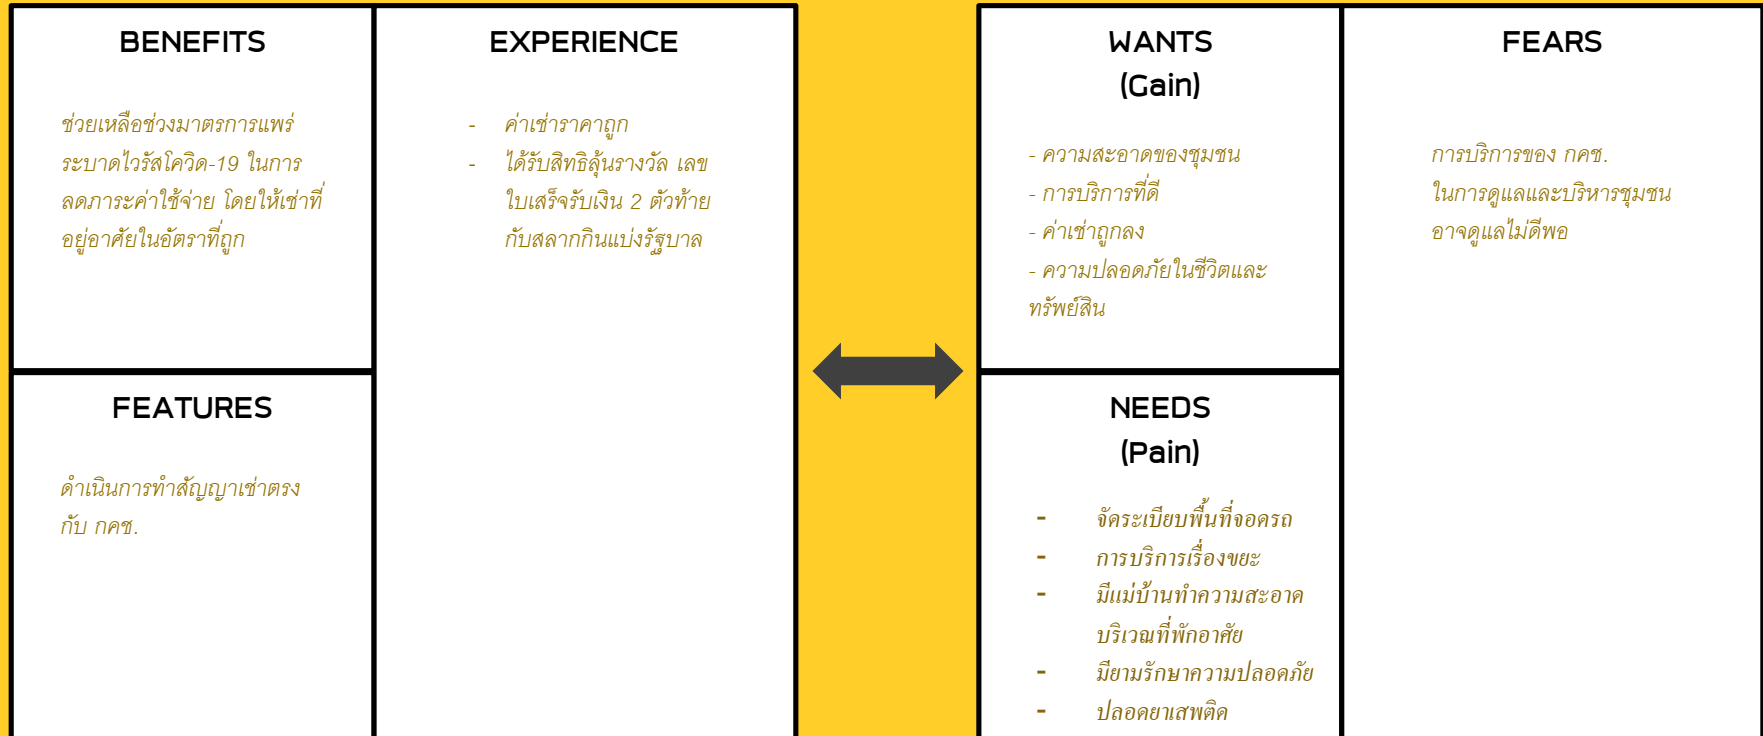 BENEFITS
ช่วยเหลือช่วงมาตรการแพร่
ระบาดไวรัสโควิด-19 ในการ
ลดภาระค่าใช้จ่าย โดยให้เช่าที่
อยู่อาศัยในอัตราที่ถูก
EXPERIENCE
- ค่าเช่าราคาถูก
- ได้รับสิทธิลุ้นรางวัล เลข
ใบเสร็จรับเงิน 2 ตัวท้าย
กับสลากกินแบ่งรัฐบาล
FEATURES
ดำเนินการทำสัญญาเช่าตรง
กับ กคช.
WANTS
(Gain)
- ความสะอาดของชุมชน
- การบริการที่ดี
- ค่าเช่าถูกลง
- ความปลอดภัยในชีวิตและ
ทรัพย์สิน
FEARS
การบริการของ กคช.
ในการดูแลและบริหารชุมชน
อาจดูแลไม่ดีพอ
NEEDS
(Pain)
- จัดระเบียบพื้นที่จอดรถ
- การบริการเรื่องขยะ
- มีแม่บ้านทำความสะอาด
บริเวณที่พักอาศัย
- มียามรักษาความปลอดภัย
- ปลอดยาเสพติด